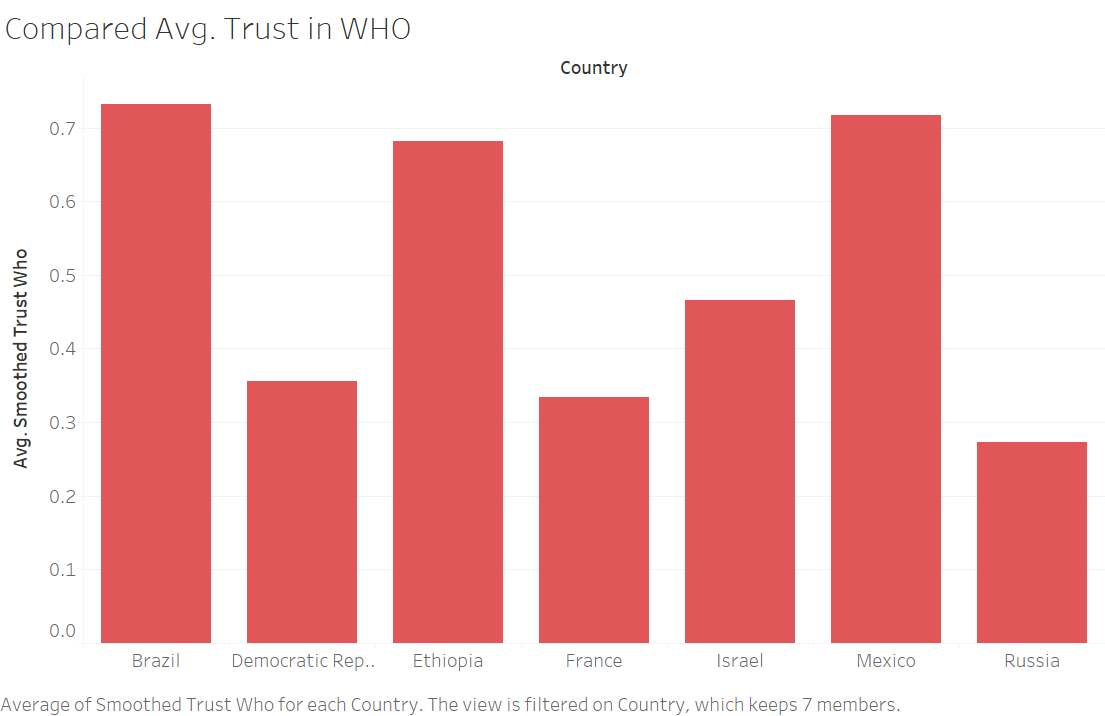 Compared Avg. Trust in WHO
Country
Avg. Smoothed Trust Who
0.7
0.6
0.5
0.4
0.3
0.2
0.1
0.0
Brazil
Democratic Rep..
Ethiopia
France
Israel
Mexico
Russia
Average of Smoothed Trust Who for each Country. The view is filtered on Country, which keeps 7 members.